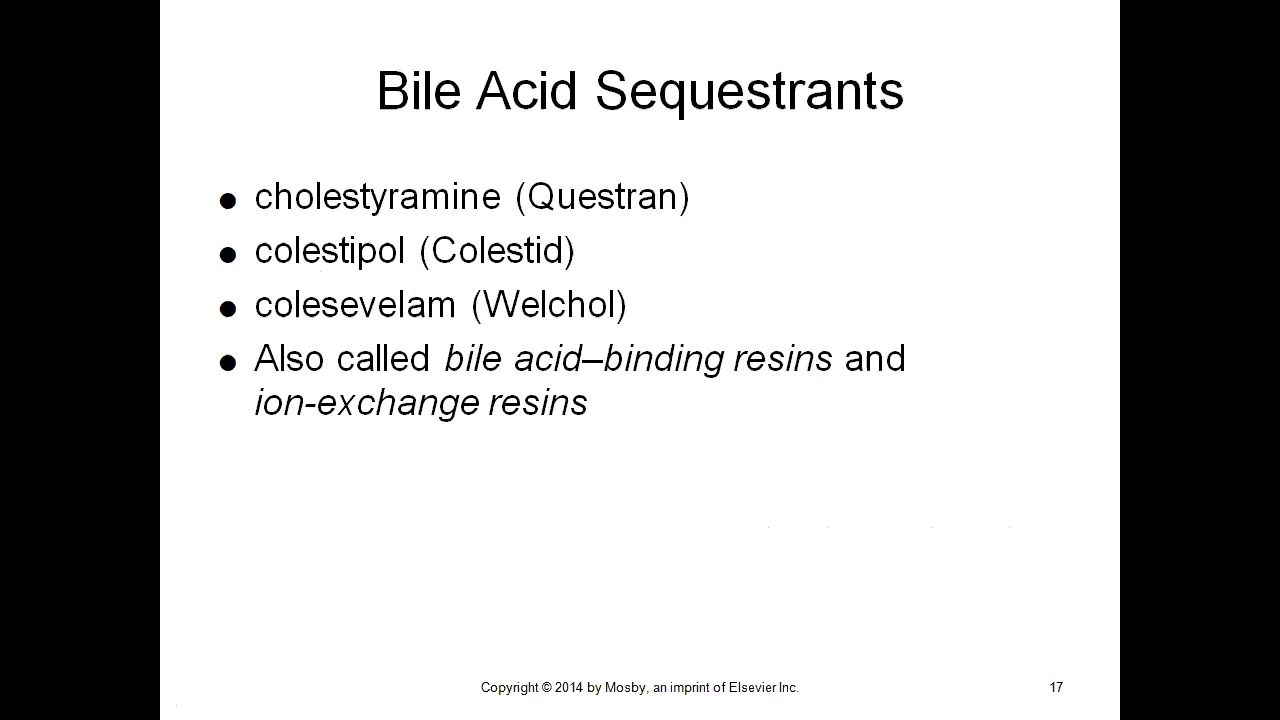 Bile Acid Sequestrants
● cholestyramine (Questran)
● colestipol (Colestid)
● colesevelam (Welchol)
● Also called bile acid–binding resins and
ion-exchange resins
Copyright © 2014 by Mosby, an imprint of Elsevier Inc.
17